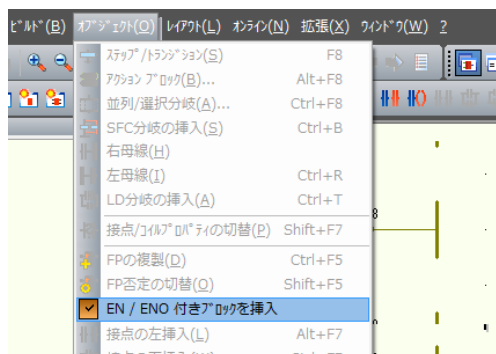 ﾋﾞﾙﾄﾞ(B) ｵﾌﾞｼﾞｪｸﾄ(O) ﾚｲｱｳﾄ(L) ｵﾝﾗｲﾝ(N) 拡張(X) ｳｨﾝﾄﾞｳ(W) ?
ｽﾃｯﾌﾟ/ﾄﾗﾝｼﾞｼｮﾝ(S) F8
ｱｸｼｮﾝ ﾌﾞﾛｯｸ(B)... Alt+F8
並列/選択分岐(A)... Ctrl+F8
SFC分岐の挿入(S) Ctrl+B
右母線(H)
左母線(I) Ctrl+R
LD分岐の挿入(A) Ctrl+T
8
接点/ｺｲﾙﾌﾟﾛﾊﾟﾃｨの切替(P) Shift+F7
FPの複製(D) Ctrl+F5
FP否定の切替(O) Shift+F5
EN / ENO 付きﾌﾞﾛｯｸを挿入
接点の左挿入(L) Alt+F7